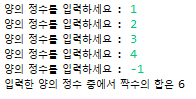 양의 정수를 입력하세요 : 1
양의 정수를 입력하세요 : 2
양의 정수를 입력하세요 : 3
양의 정수를 입력하세요 : 4
양의 정수를 입력하세요 : -1
입력한 양의 정수 중에서 짝수의 합은 6